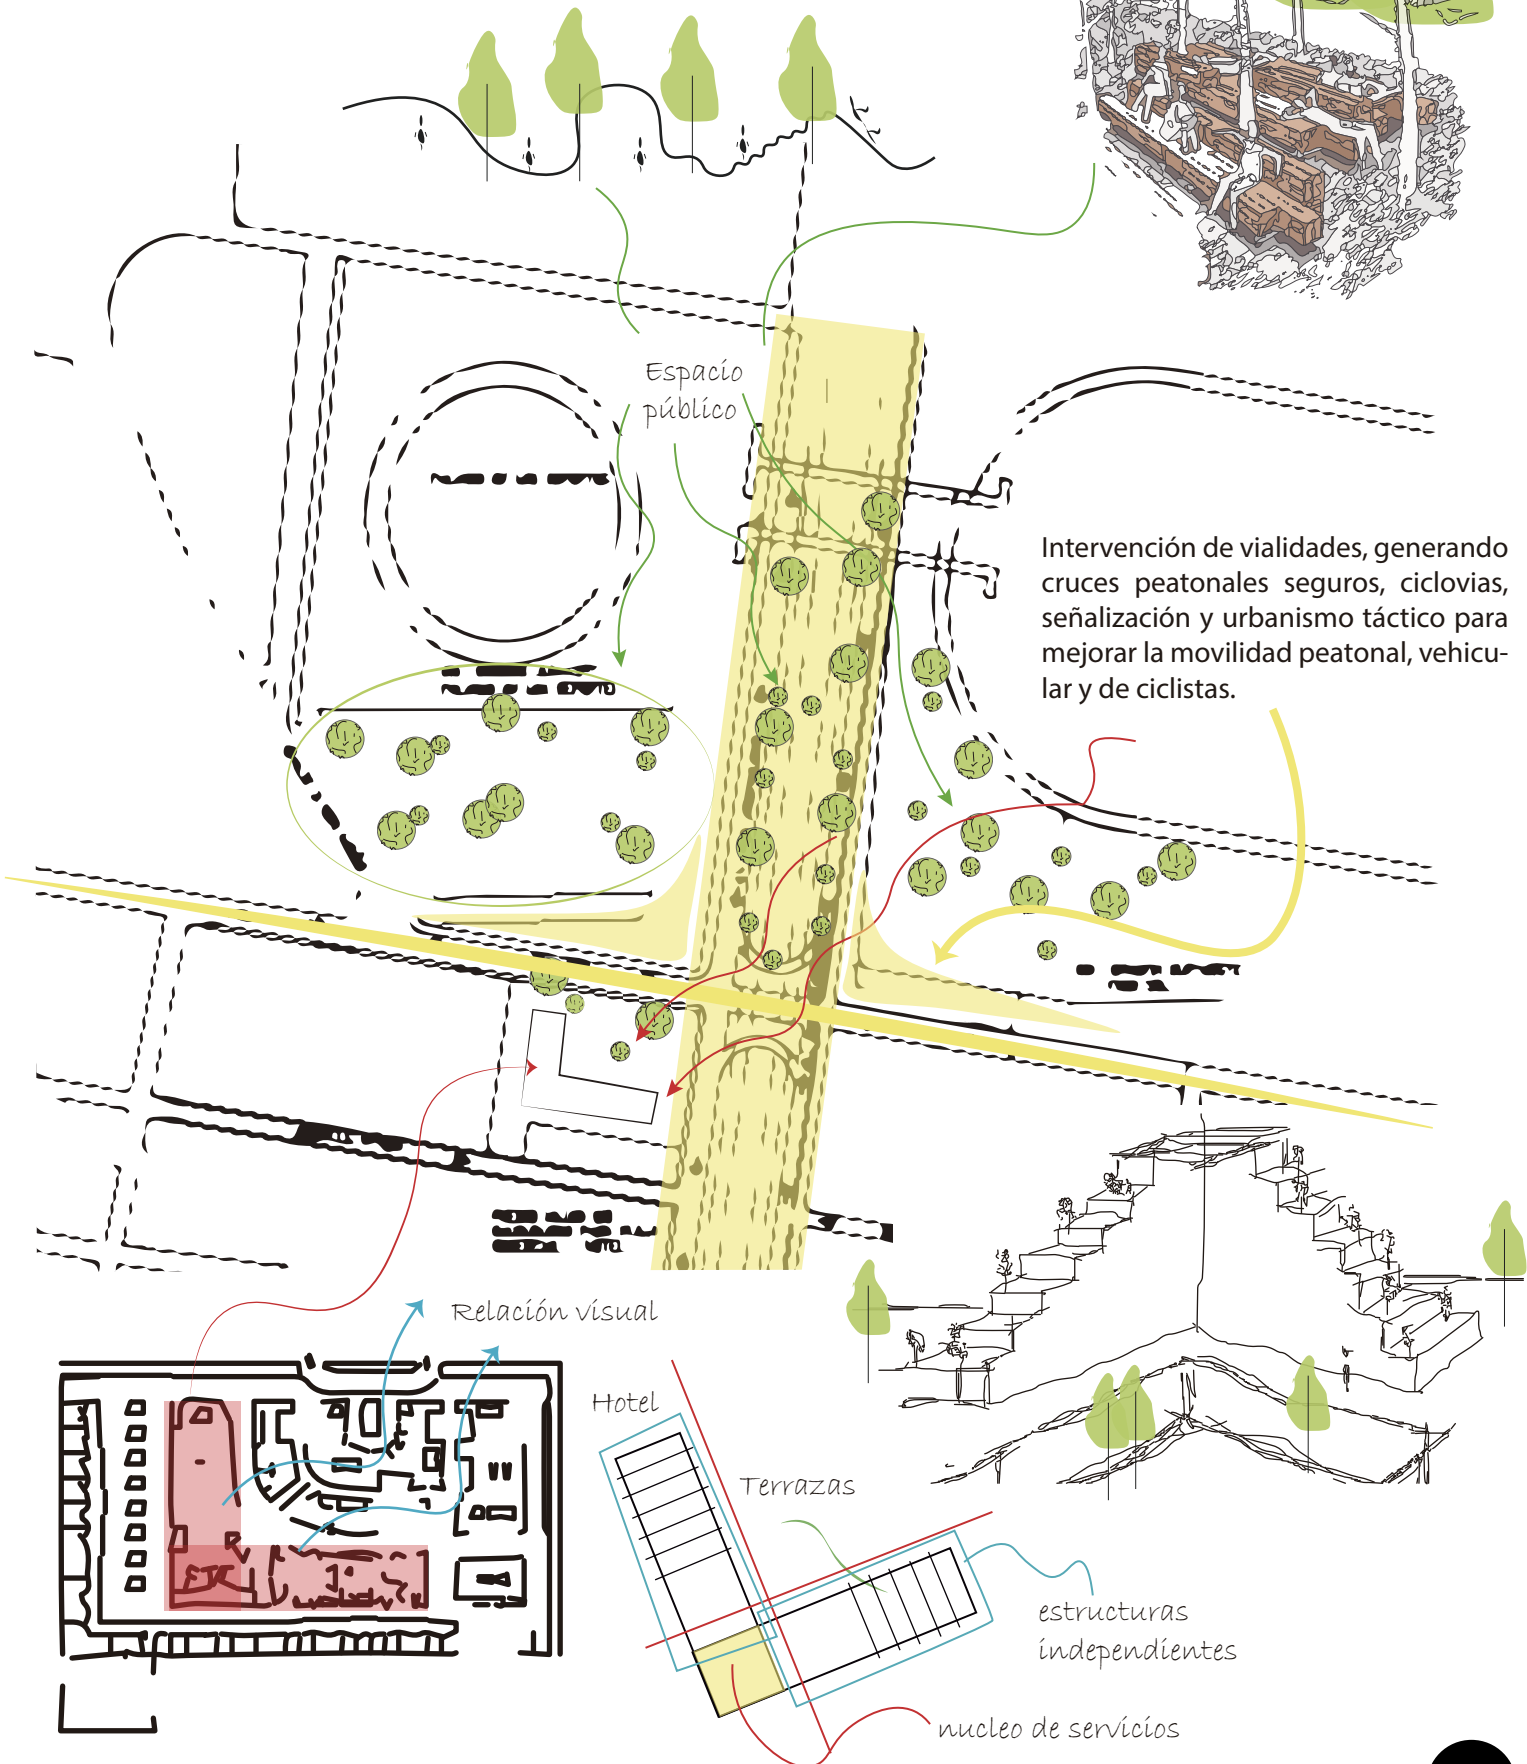 Espacio
público
Intervención de vialidades, generando
cruces peatonales seguros, ciclovias,
señalización y urbanismo táctico para
mejorar la movilidad peatonal, vehicu-
lar y de ciclistas.
Relación visual
Hotel
Terrazas
estructuras
independientes
nucleo de servicios